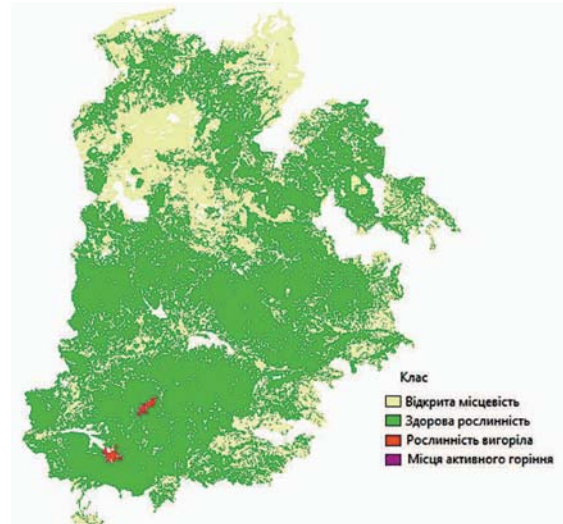 Клас
Відкрита місцевість
Здорова рослинність
Рослинність вигоріла
Місця активного горіння